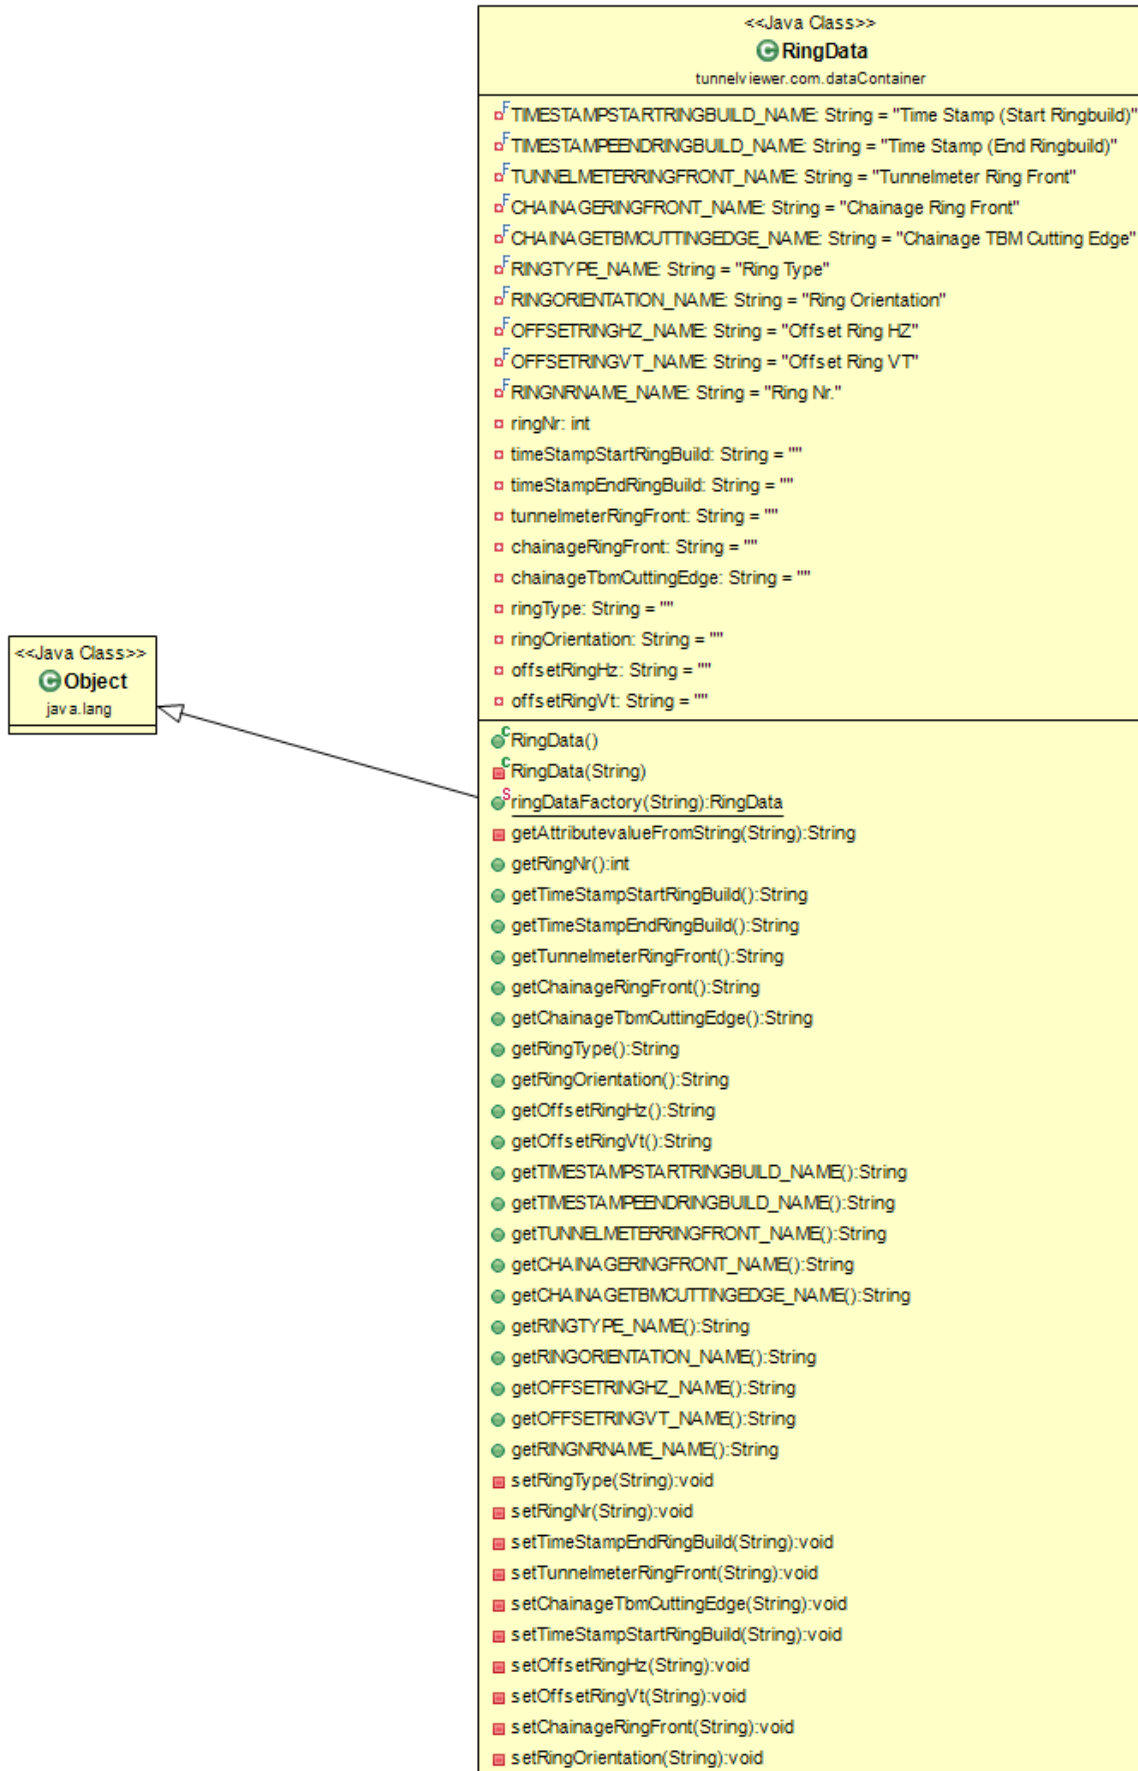 <<Java Class>>
RingData
tunnelviewer.com.dataContainer
TIMESTAMPSTARTRINGBUILD_NAME: String = "Time Stamp (Start Ringbuild)"
TIMESTAMPEENDRINGBUILD_NAME: String = "Time Stamp (End Ringbuild)"
TUNNELMETERRINGFRONT_NAME: String = "Tunnelmeter Ring Front"
CHAINAGERINGFRONT_NAME: String = "Chainage Ring Front"
CHAINAGETBMCUTTINGEDGE_NAME: String = "Chainage TBM Cutting Edge"
RINGTYPE_NAME: String = "Ring Type"
RINGORIENTATION_NAME: String = "Ring Orientation"
OFFSETRINGHZ_NAME: String = "Offset Ring HZ"
OFFSETRINGVT_NAME: String = "Offset Ring VT"
RINGNRNAME_NAME: String = "Ring Nr."
ringNr: int
timeStampStartRingBuild: String = ""
timeStampEndRingBuild: String = ""
tunnelmeterRingFront: String = ""
chainageRingFront: String = ""
chainageTbmCuttingEdge: String = ""
ringType: String = ""
ringOrientation: String = ""
offsetRingHz: String = ""
offsetRingVt: String = ""
<<Java Class>>
Object
java.lang
RingData()
RingData(String)
ringDataFactory(String):RingData
getAttributevalueFromString(String):String
getRingNr():int
getTimeStampStartRingBuild():String
getTimeStampEndRingBuild():String
getTunnelmeterRingFront():String
getChainageRingFront():String
getChainageTbmCuttingEdge():String
getRingType():String
getRingOrientation():String
getOffsetRingHz():String
getOffsetRingVt():String
getTIMESTAMPSTARTRINGBUILD_NAME():String
getTIMESTAMPEENDRINGBUILD_NAME():String
getTUNNELMETERRINGFRONT_NAME():String
getCHAINAGERINGFRONT_NAME():String
getCHAINAGETBMCUTTINGEDGE_NAME():String
getRINGTYPE_NAME():String
getRINGORIENTATION_NAME():String
getOFFSETRINGHZ_NAME():String
getOFFSETRINGVT_NAME():String
getRINGNRNAME_NAME():String
setRingType(String):void
setRingNr(String):void
setTimeStampEndRingBuild(String):void
setTunnelmeterRingFront(String):void
setChainageTbmCuttingEdge(String):void
setTimeStampStartRingBuild(String):void
setOffsetRingHz(String):void
setOffsetRingVt(String):void
setChainageRingFront(String):void
setRingOrientation(String):void